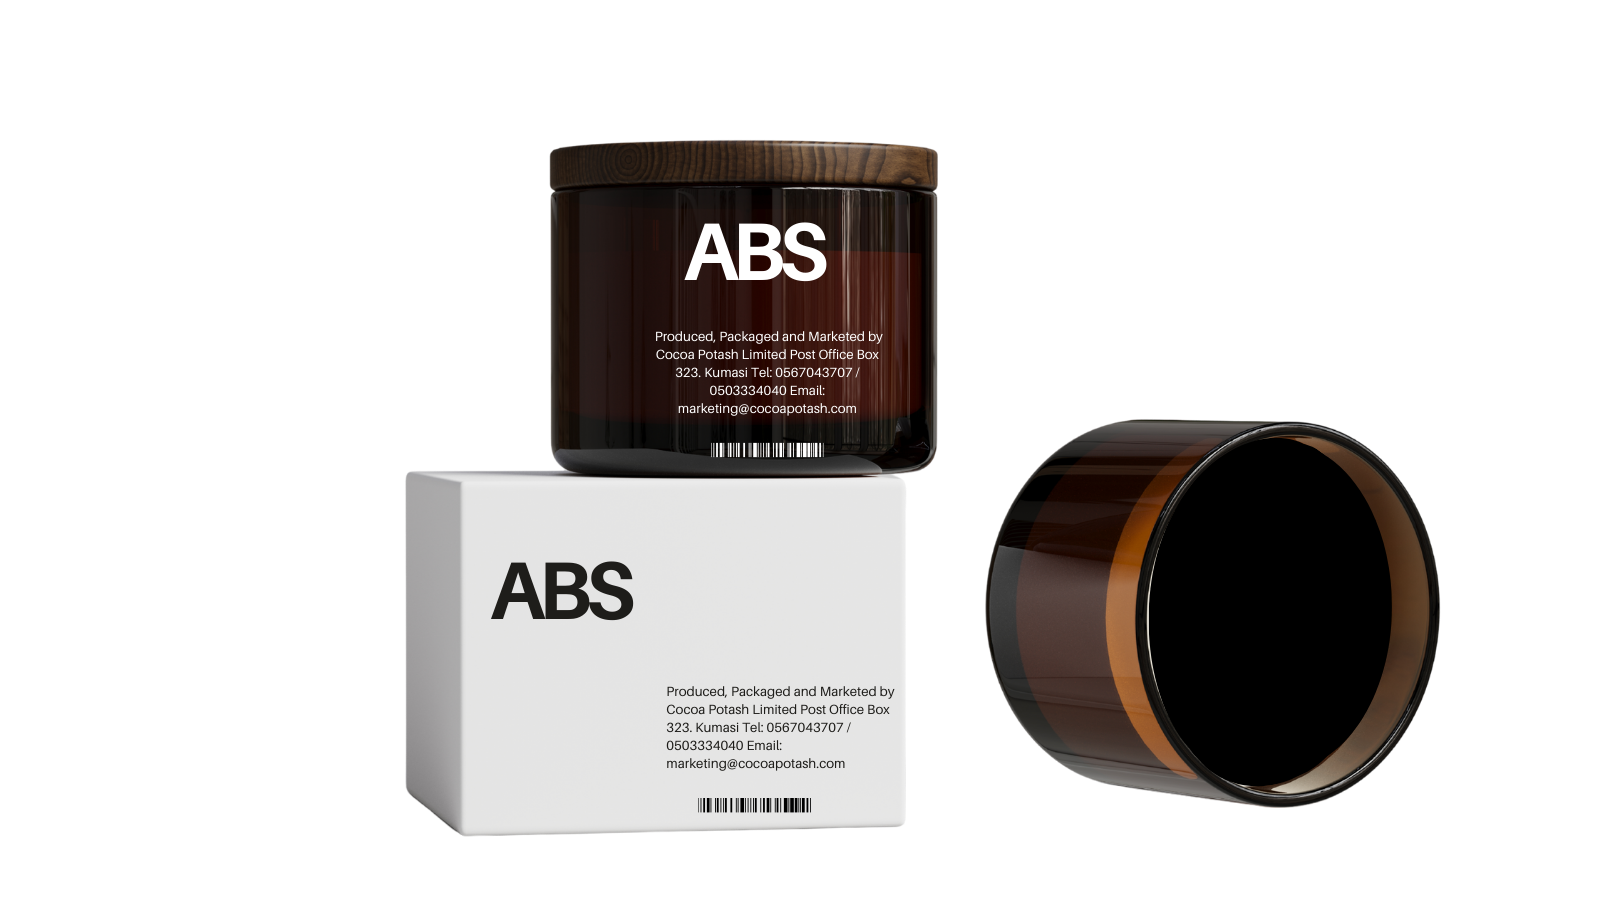 ABS
Produced, Packaged and Marketed by
Cocoa Potash Limited Post Office Box
323. Kumasi Tel: 0567043707 /
0503334040 Email:
marketing@cocoapotash.com
ABS
Produced, Packaged and Marketed by
Cocoa Potash Limited Post Office Box
323. Kumasi Tel: 0567043707 /
0503334040 Email:
marketing@cocoapotash.com